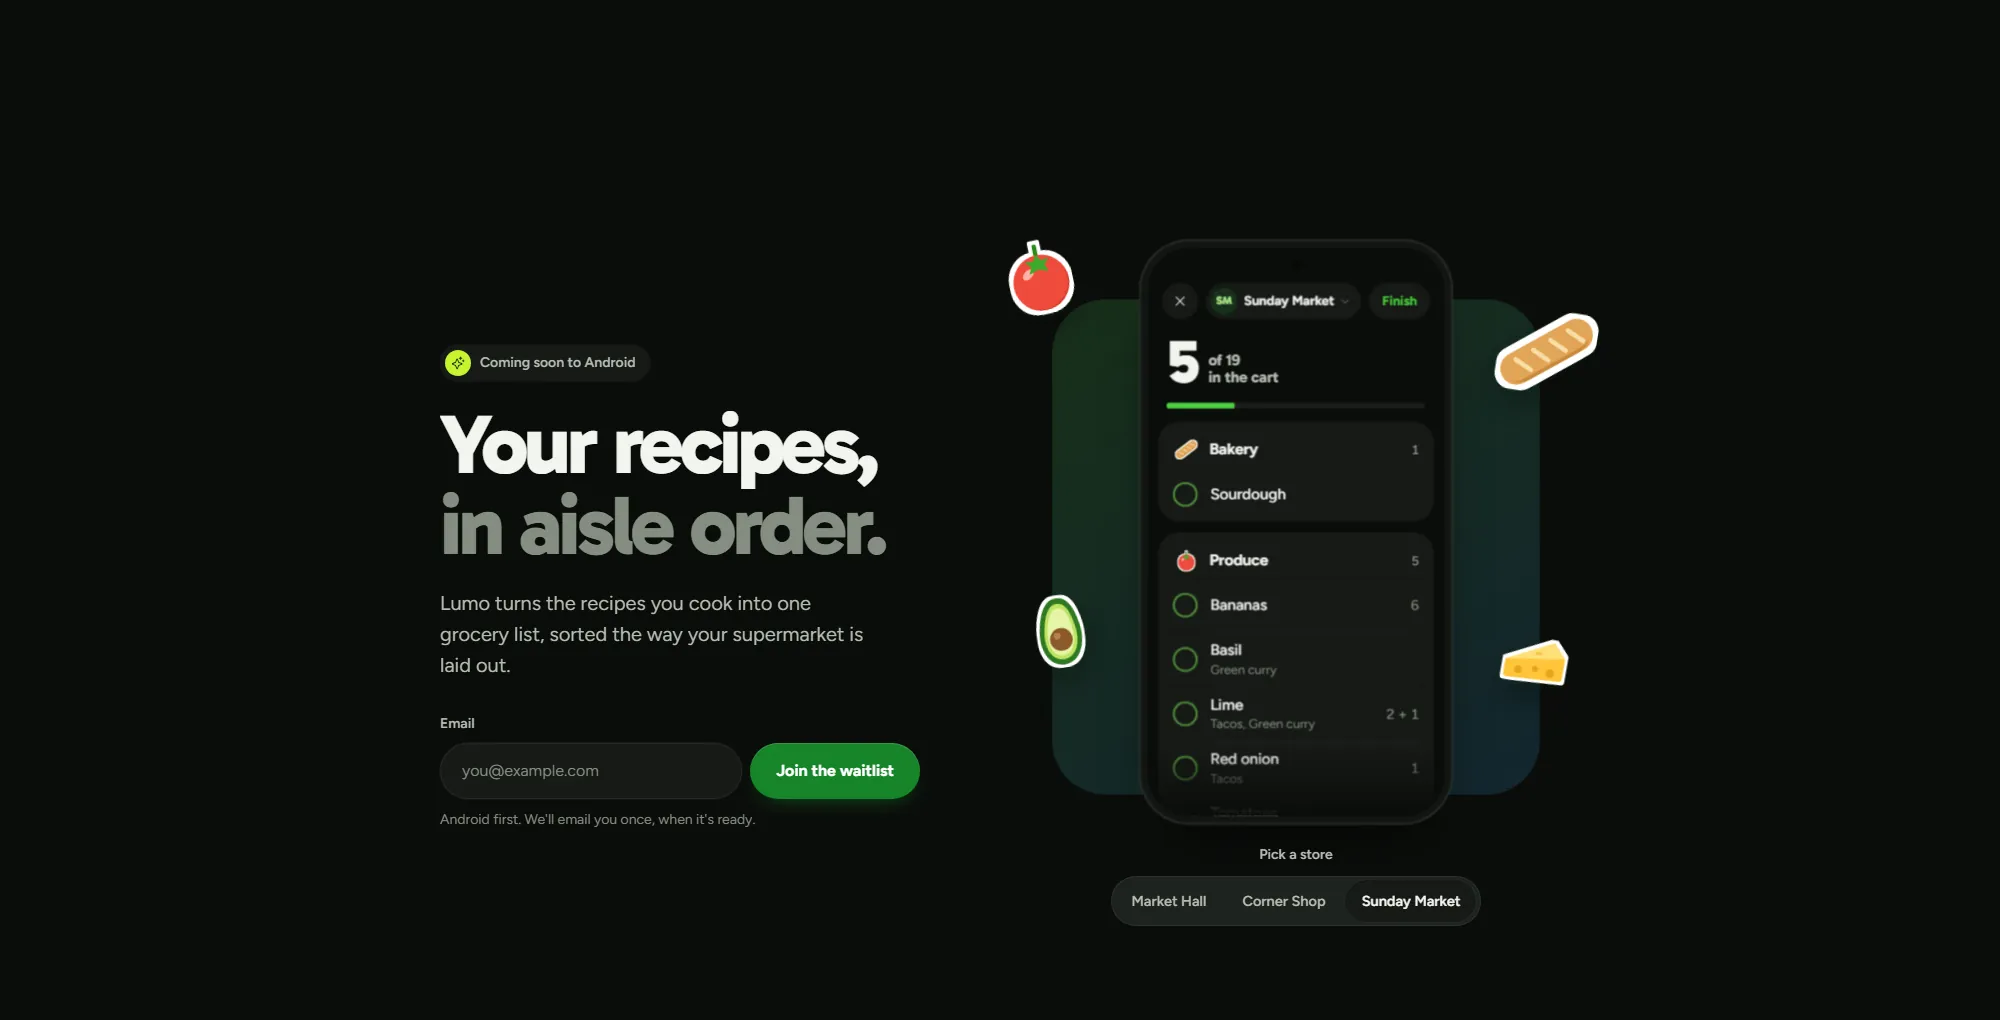 Coming soon to Android
Your recipes,
in aisle order.
Lumo turns the recipes you cook into one
grocery list, sorted the way your supermarket is
laid out.
Email
you@example.com
Join the waitlist
Android first. We'll email you once, when it's ready.
SM Sunday Market
Finish
5 of 19
in the cart
Bakery 1
Sourdough
Produce 5
Bananas 6
Basil
Green curry
Lime
Tacos, Green curry 2 + 1
Red onion
Tacos 1
Pick a store
Market Hall Corner Shop Sunday Market